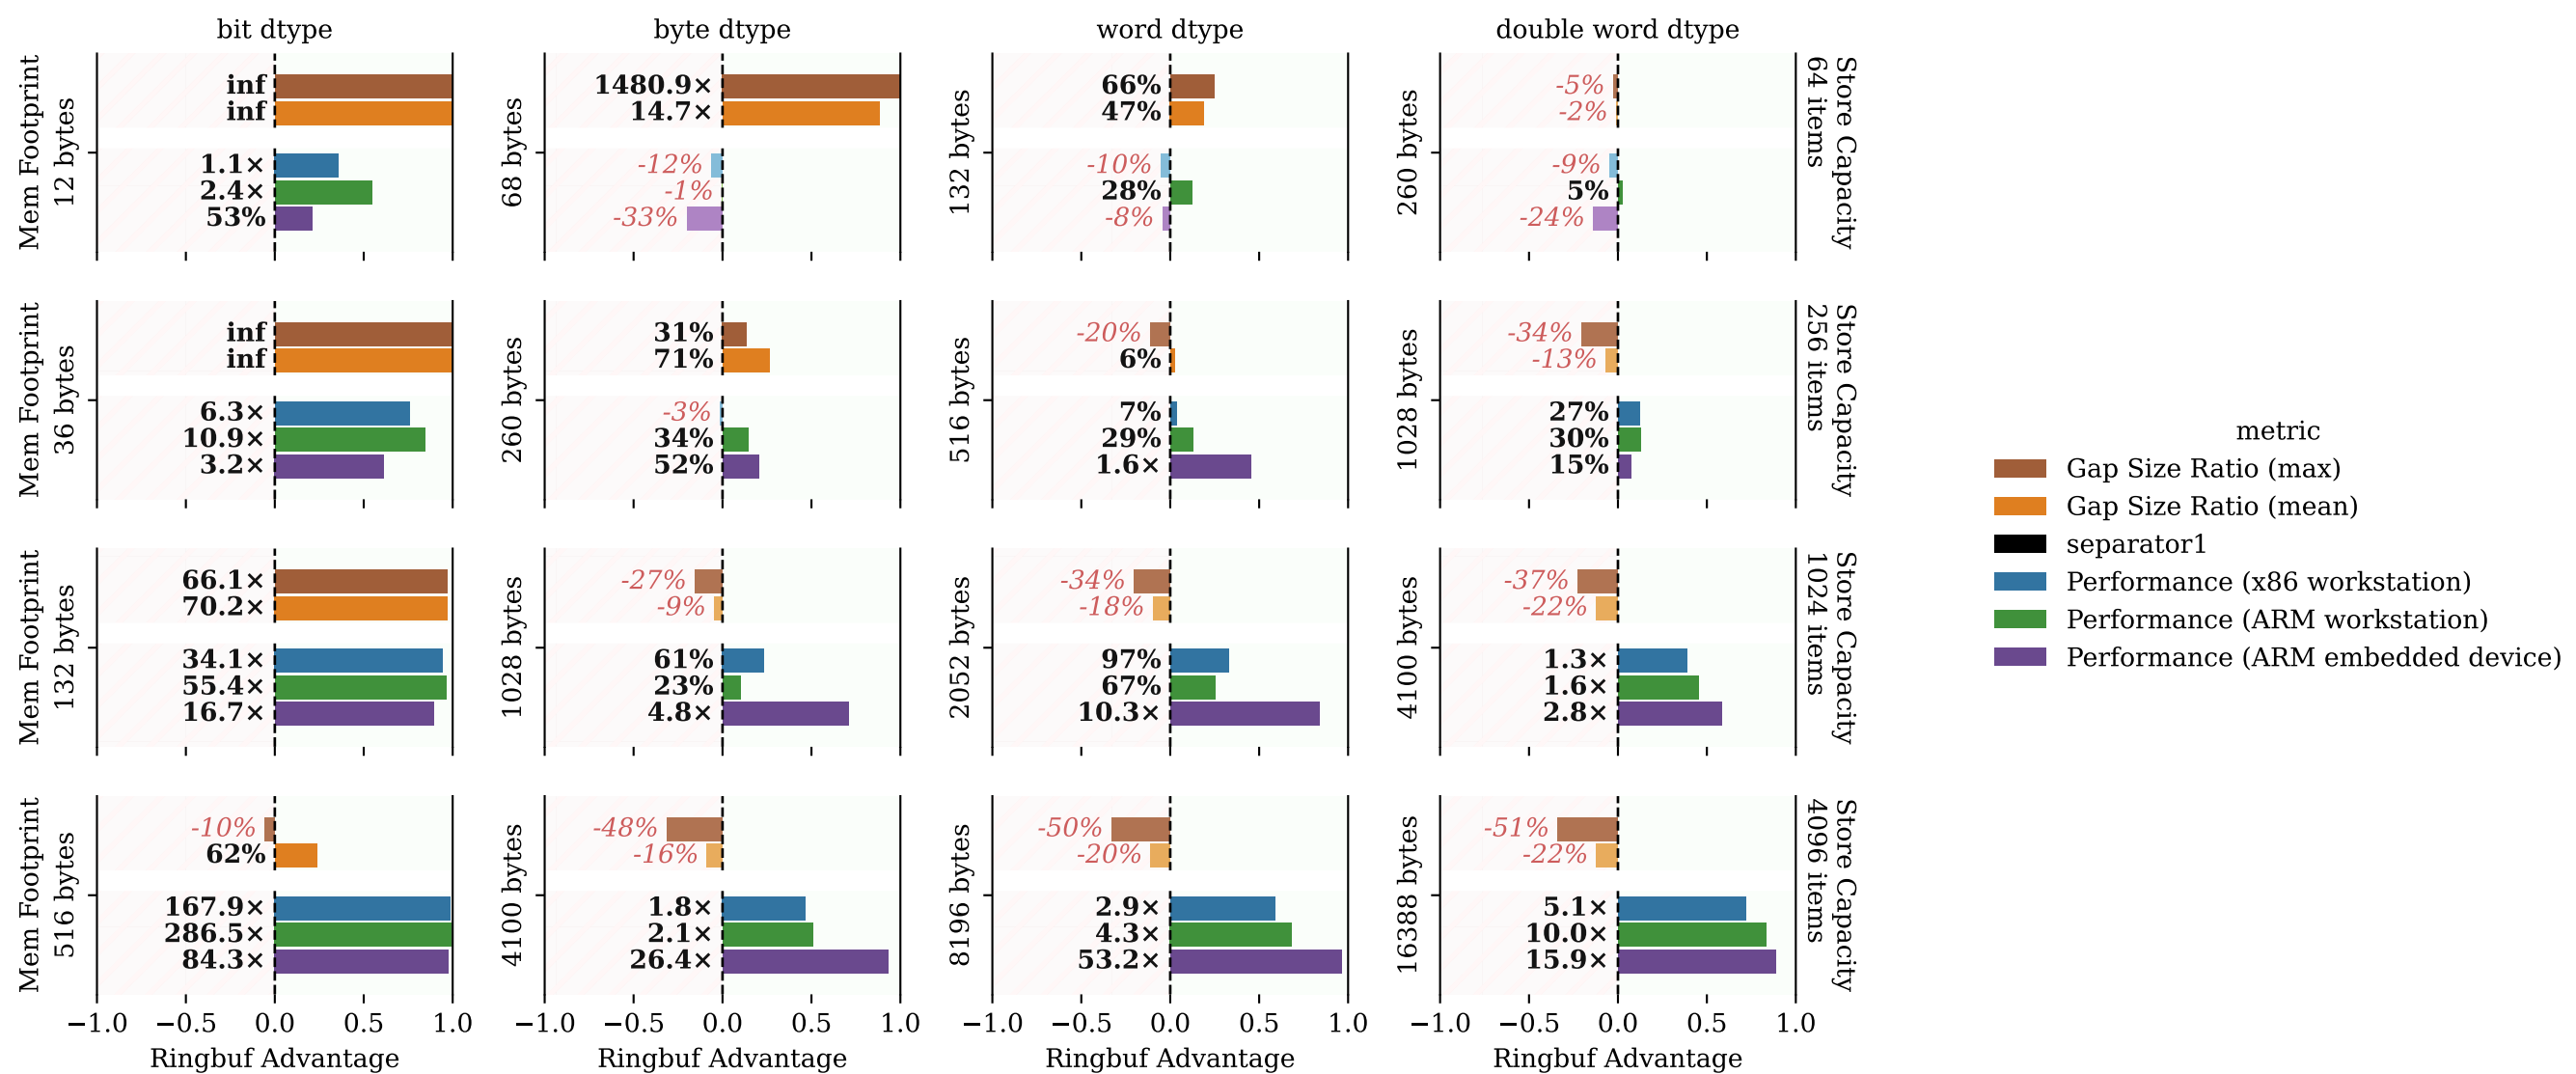 bit dtype
byte dtype
word dtype
double word dtype
Mem Footprint
12 bytes
inf
inf
1.1×
2.4×
53%
68 bytes
1480.9×
14.7×
-12%
-1%
-33%
132 bytes
66%
47%
-10%
28%
-8%
260 bytes
-5%
-2%
-9%
5%
-24%
Store Capacity
64 items
Mem Footprint
36 bytes
inf
inf
6.3×
10.9×
3.2×
260 bytes
31%
71%
-3%
34%
52%
516 bytes
-20%
6%
7%
29%
1.6×
1028 bytes
-34%
-13%
27%
30%
15%
Store Capacity
256 items
Mem Footprint
132 bytes
66.1×
70.2×
34.1×
55.4×
16.7×
1028 bytes
-27%
-9%
61%
23%
4.8×
2052 bytes
-34%
-18%
97%
67%
10.3×
4100 bytes
-37%
-22%
1.3×
1.6×
2.8×
Store Capacity
1024 items
Mem Footprint
516 bytes
-10%
62%
167.9×
286.5×
84.3×
4100 bytes
-48%
-16%
1.8×
2.1×
26.4×
8196 bytes
-50%
-20%
2.9×
4.3×
53.2×
16388 bytes
-51%
-22%
5.1×
10.0×
15.9×
Store Capacity
4096 items
−1.0 −0.5 0.0 0.5 1.0
Ringbuf Advantage
−1.0 −0.5 0.0 0.5 1.0
Ringbuf Advantage
−1.0 −0.5 0.0 0.5 1.0
Ringbuf Advantage
−1.0 −0.5 0.0 0.5 1.0
Ringbuf Advantage
metric
Gap Size Ratio (max)
Gap Size Ratio (mean)
separator1
Performance (x86 workstation)
Performance (ARM workstation)
Performance (ARM embedded device)